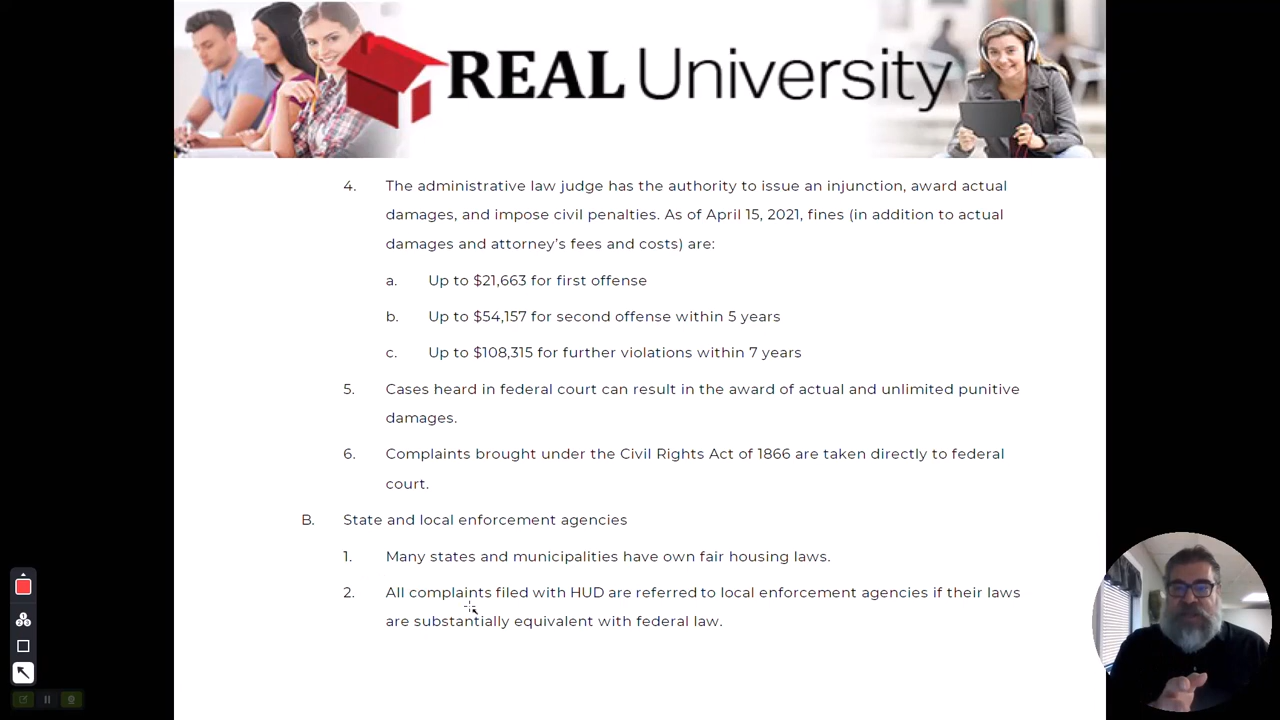 REAL University
4. The administrative law judge has the authority to issue an injunction, award actual
damages, and impose civil penalties. As of April 15, 2021, fines (in addition to actual
damages and attorney’s fees and costs) are:
a. Up to $21,663 for first offense
b. Up to $54,157 for second offense within 5 years
c. Up to $108,315 for further violations within 7 years
5. Cases heard in federal court can result in the award of actual and unlimited punitive
damages.
6. Complaints brought under the Civil Rights Act of 1866 are taken directly to federal
court.
B. State and local enforcement agencies
1. Many states and municipalities have own fair housing laws.
2. All complaints filed with HUD are referred to local enforcement agencies if their laws
are substantially equivalent with federal law.